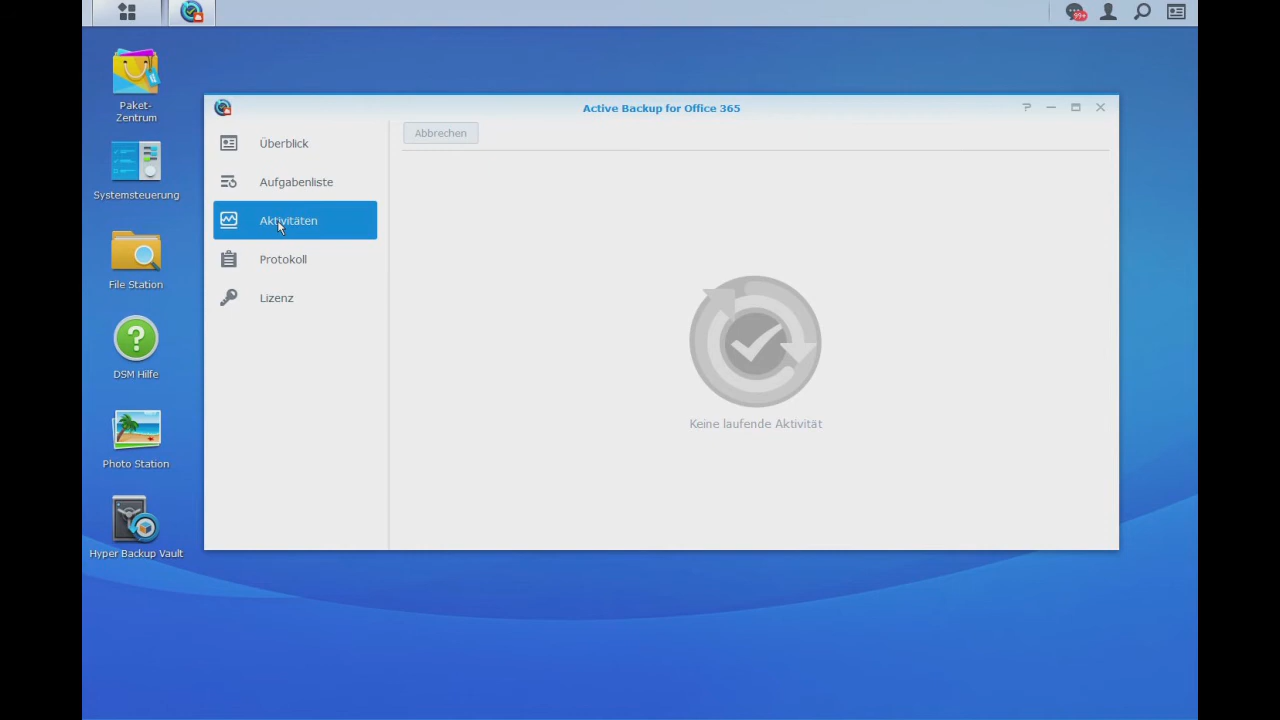 99+
Paket-
Zentrum
Systemsteuerung
File Station
DSM Hilfe
Photo Station
Hyper Backup Vault
Active Backup for Office 365
Überblick
Aufgabenliste
Aktivitäten
Protokoll
Lizenz
Abbrechen
Keine laufende Aktivität